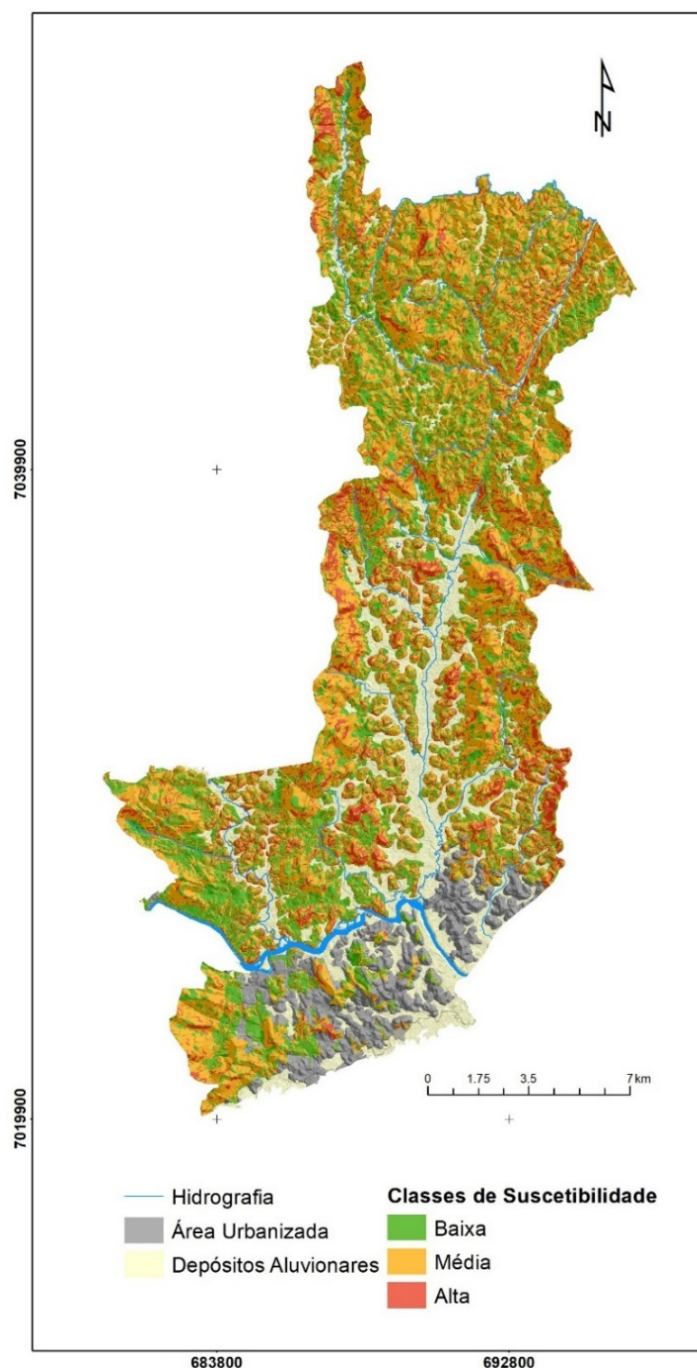 N
7039900
0 1.75 3.5 7 km
7019900
Hidrografia
Área Urbanizada
Depósitos Aluvionares
Classes de Suscetibilidade
Baixa
Média
Alta
683800 692800